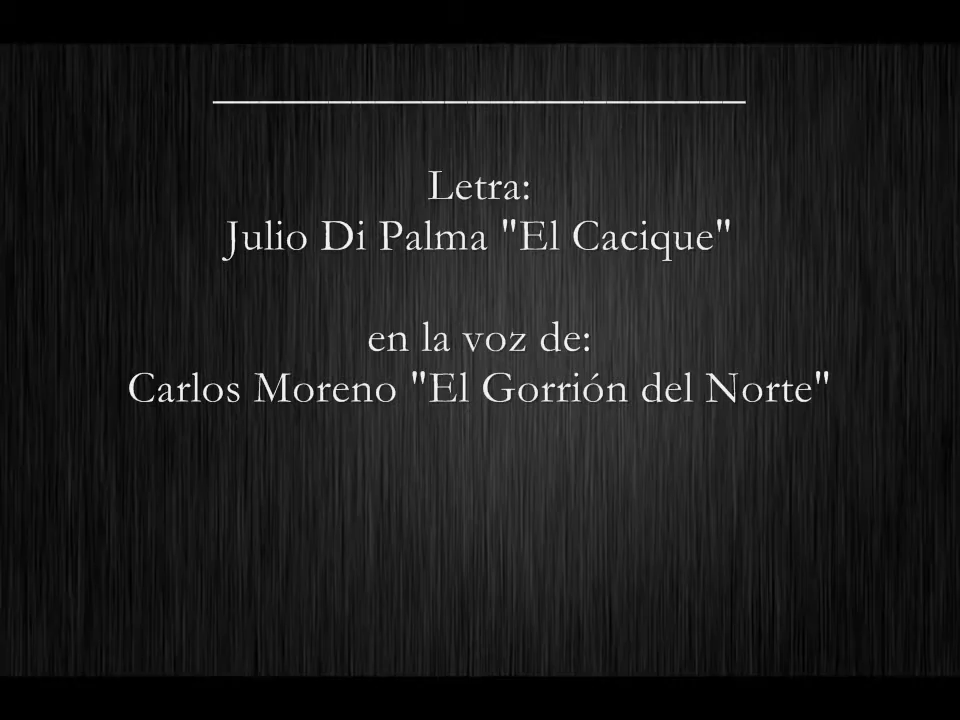 Letra:
Julio Di Palma "El Cacique"
en la voz de:
Carlos Moreno "El Gorrión del Norte"